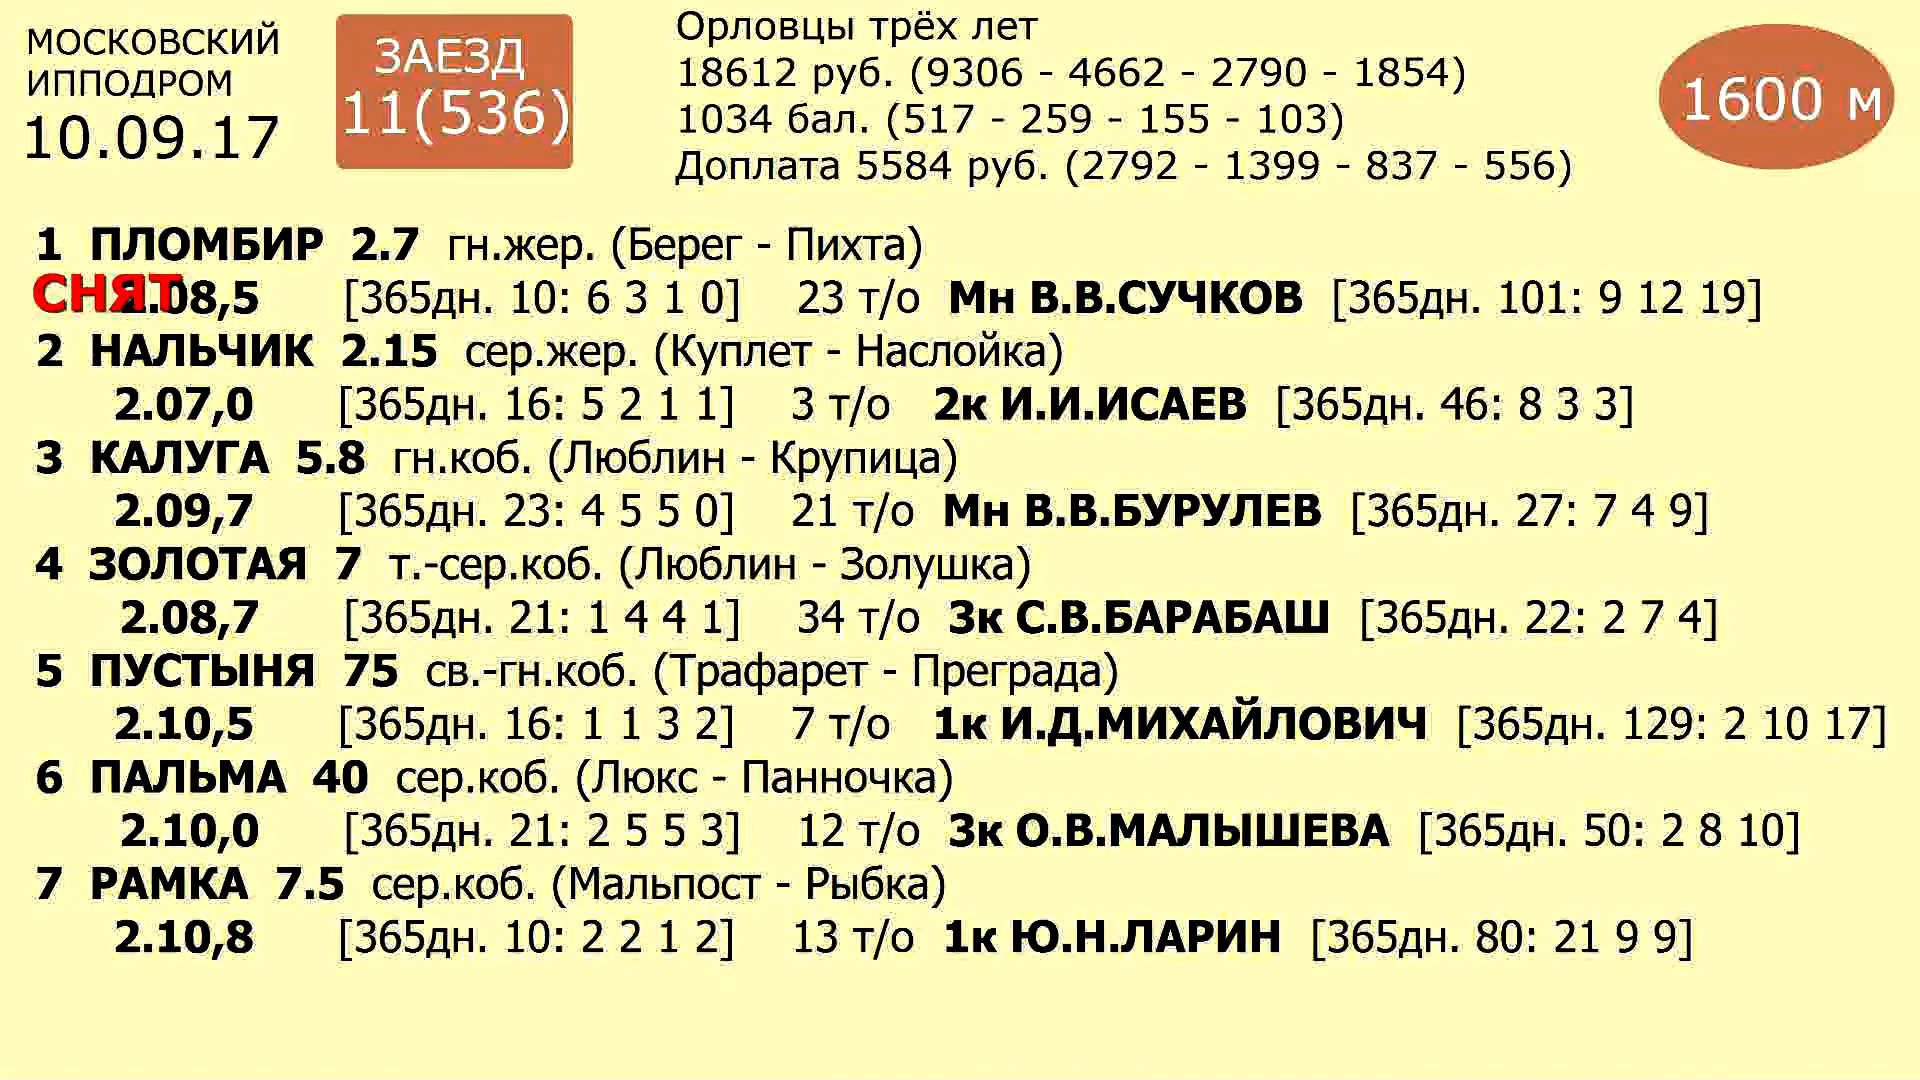 МОСКОВСКИЙ
ИППОДРОМ
10.09.17
ЗАЕЗД
11(536)
Орловцы трёх лет
18612 руб. (9306 - 4662 - 2790 - 1854)
1034 бал. (517 - 259 - 155 - 103)
Доплата 5584 руб. (2792 - 1399 - 837 - 556)
1600 м
1 ПЛОМБИР 2.7 гн.жер. (Берег - Пихта)
СНЯТ 2.08,5 [365дн. 10: 6 3 1 0] 23 т/о Мн В.В.СУЧКОВ [365дн. 101: 9 12 19]
2 НАЛЬЧИК 2.15 сер.жер. (Куплет - Наслойка)
2.07,0 [365дн. 16: 5 2 1 1] 3 т/о 2к И.И.ИСАЕВ [365дн. 46: 8 3 3]
3 КАЛУГА 5.8 гн.коб. (Люблин - Крупица)
2.09,7 [365дн. 23: 4 5 5 0] 21 т/о Мн В.В.БУРУЛЕВ [365дн. 27: 7 4 9]
4 ЗОЛОТАЯ 7 т.-сер.коб. (Люблин - Золушка)
2.08,7 [365дн. 21: 1 4 4 1] 34 т/о 3к С.В.БАРАБАШ [365дн. 22: 2 7 4]
5 ПУСТЫНЯ 75 св.-гн.коб. (Трафарет - Преграда)
2.10,5 [365дн. 16: 1 1 3 2] 7 т/о 1к И.Д.МИХАЙЛОВИЧ [365дн. 129: 2 10 17]
6 ПАЛЬМА 40 сер.коб. (Люкс - Панночка)
2.10,0 [365дн. 21: 2 5 5 3] 12 т/о 3к О.В.МАЛЫШЕВА [365дн. 50: 2 8 10]
7 РАМКА 7.5 сер.коб. (Мальпост - Рыбка)
2.10,8 [365дн. 10: 2 2 1 2] 13 т/о 1к Ю.Н.ЛАРИН [365дн. 80: 21 9 9]